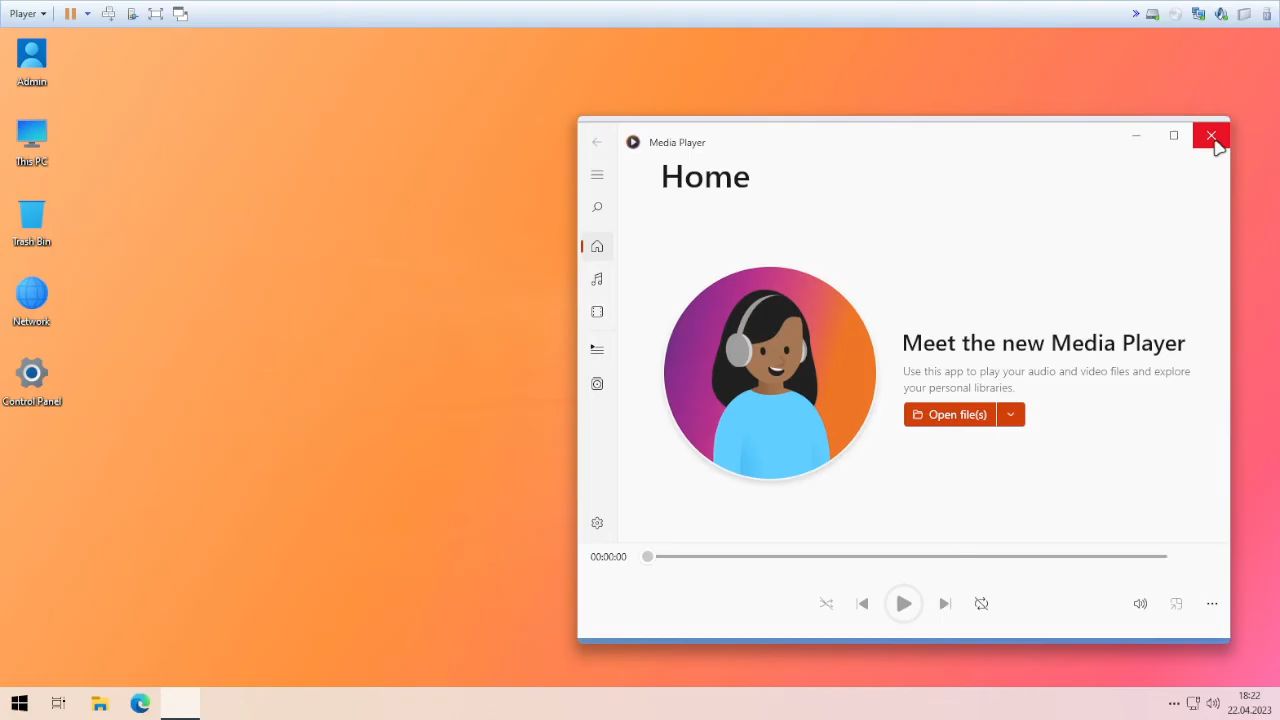 Player
Admin
This PC
Trash Bin
Network
Control Panel
Media Player
Home
Meet the new Media Player
Use this app to play your audio and video files and explore
your personal libraries.
Open file(s)
00:00:00
18:22
22.04.2023